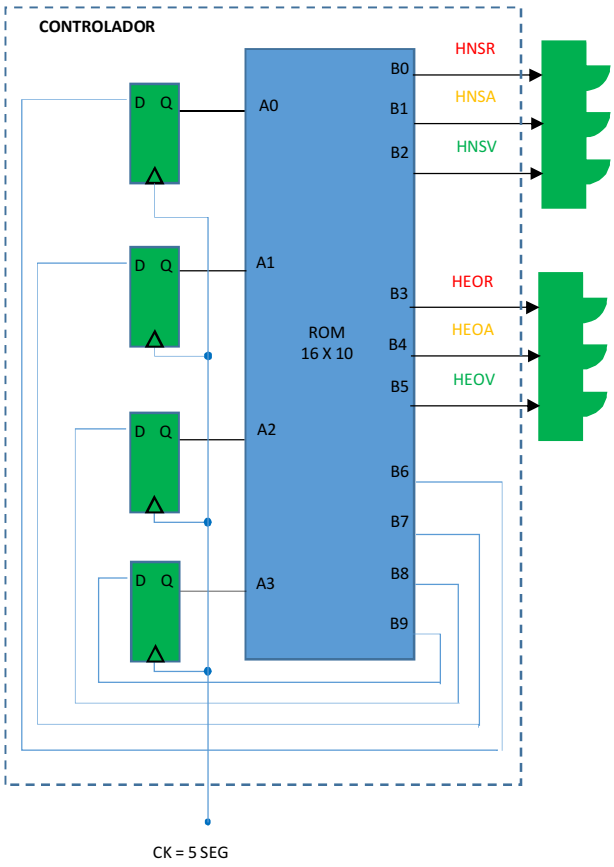 CONTROLADOR
D Q
A0
B0
HNSR
B1
HNSA
B2
HNSV
D Q
A1
B3
HEOR
ROM
16 X 10
B4
HEOA
B5
HEOV
D Q
A2
B6
B7
D Q
A3
B8
B9
CK = 5 SEG